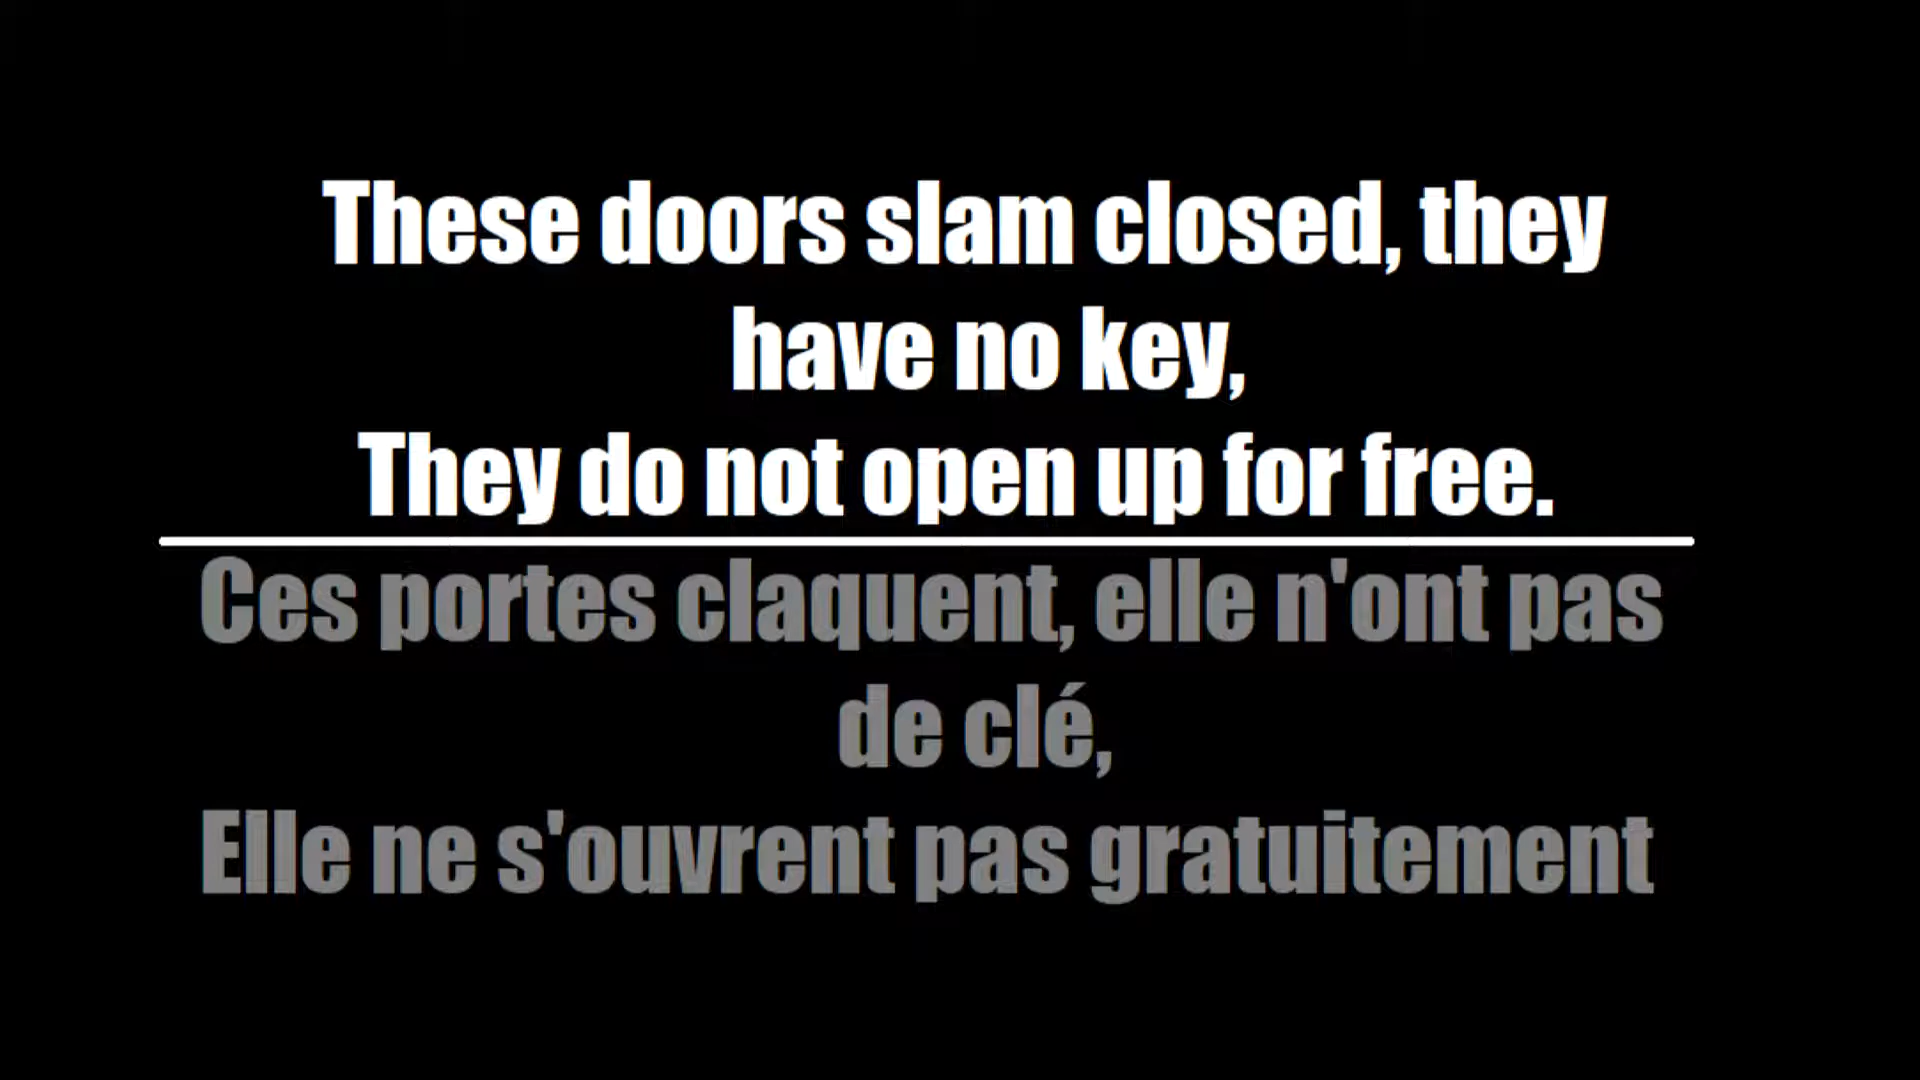 These doors slam closed, they
have no key,
They do not open up for free.
Ces portes claquent, elle n'ont pas
de clé,
Elle ne s'ouvrent pas gratuitement